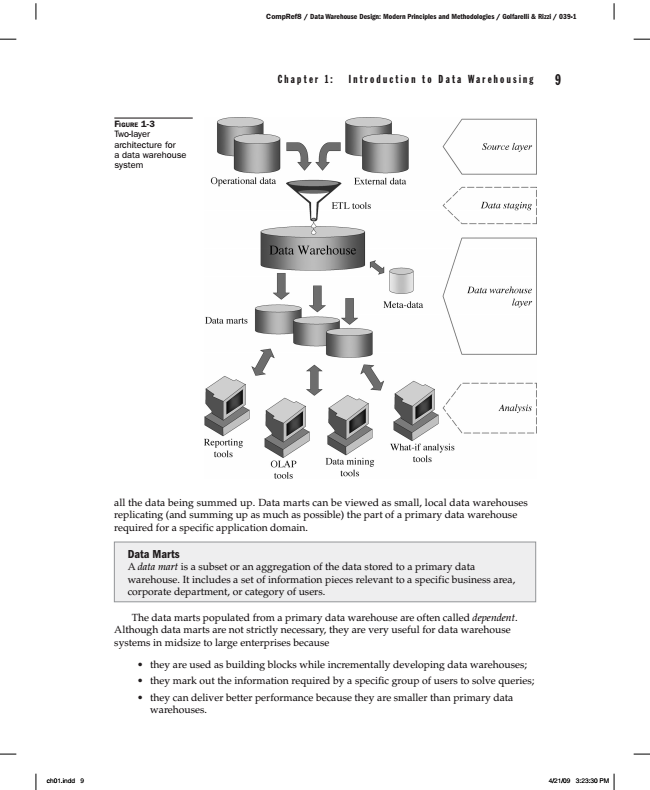 CompRef8 / Data Warehouse Design: Modern Principles and Methodologies / Golfarelli & Rizzi / 039-1
Chapter 1: Introduction to Data Warehousing 9
FIGURE 1-3
Two-layer
architecture for
a data warehouse
system
Operational data
External data
Source layer
ETL tools
Data staging
Data Warehouse
Meta-data
Data warehouse
layer
Data marts
Analysis
Reporting
tools
OLAP
tools
Data mining
tools
What-if analysis
tools
all the data being summed up. Data marts can be viewed as small, local data warehouses
replicating (and summing up as much as possible) the part of a primary data warehouse
required for a specific application domain.
Data Marts
A data mart is a subset or an aggregation of the data stored to a primary data
warehouse. It includes a set of information pieces relevant to a specific business area,
corporate department, or category of users.
The data marts populated from a primary data warehouse are often called dependent.
Although data marts are not strictly necessary, they are very useful for data warehouse
systems in midsize to large enterprises because
• they are used as building blocks while incrementally developing data warehouses;
• they mark out the information required by a specific group of users to solve queries;
• they can deliver better performance because they are smaller than primary data
warehouses.
ch01.indd 9
4/21/09 3:23:30 PM